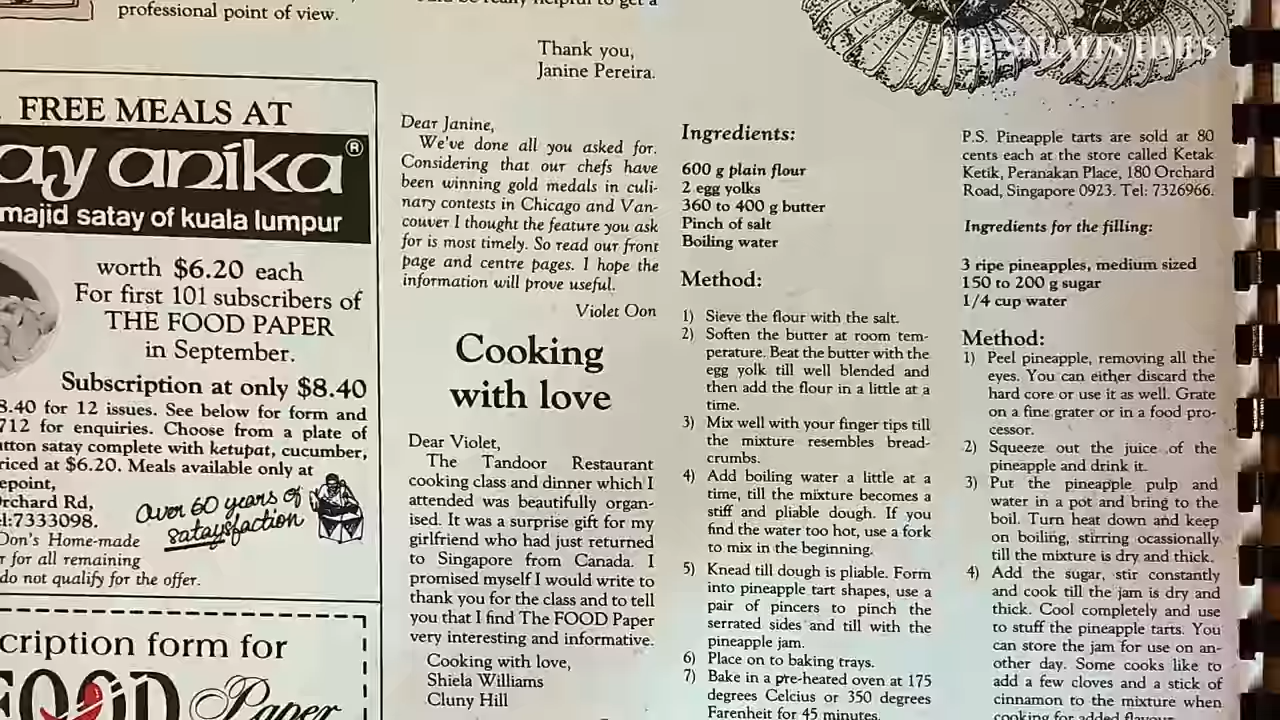 professional point of view.
FREE MEALS AT
ay anika®
majid satay of kuala lumpur
worth $6.20 each
For first 101 subscribers of
THE FOOD PAPER
in September.
Subscription at only $8.40
8.40 for 12 issues. See below for form and
712 for enquiries. Choose from a plate of
utton satay complete with ketupat, cucumber,
riced at $6.20. Meals available only at
epoint,
rchard Rd,
el:7333098.
Over 60 years of
sataysfaction
Oon's Home-made
r for all remaining
do not qualify for the offer.
cription form for
FOOD Paper
Thank you,
Janine Pereira.
Dear Janine,
We've done all you asked for.
Considering that our chefs have
been winning gold medals in culi-
nary contests in Chicago and Van-
couver I thought the feature you ask
for is most timely. So read our front
page and centre pages. I hope the
information will prove useful.
Violet Oon
Cooking
with love
Dear Violet,
The Tandoor Restaurant
cooking class and dinner which I
attended was beautifully organ-
ised. It was a surprise gift for my
girlfriend who had just returned
to Singapore from Canada. I
promised myself I would write to
thank you for the class and to tell
you that I find The FOOD Paper
very interesting and informative.
Cooking with love,
Shiela Williams
Cluny Hill
Ingredients:
600 g plain flour
2 egg yolks
360 to 400 g butter
Pinch of salt
Boiling water
Method:
1) Sieve the flour with the salt.
2) Soften the butter at room tem-
perature. Beat the butter with the
egg yolk till well blended and
then add the flour in a little at a
time.
3) Mix well with your finger tips till
the mixture resembles bread-
crumbs.
4) Add boiling water a little at a
time, till the mixture becomes a
stiff and pliable dough. If you
find the water too hot, use a fork
to mix in the beginning.
5) Knead till dough is pliable. Form
into pineapple tart shapes, use a
pair of pincers to pinch the
serrated sides and till with the
pineapple jam.
6) Place on to baking trays.
7) Bake in a pre-heated oven at 175
degrees Celcius or 350 degrees
Farenheit for 45 minutes.
THE STRAITS TIMES
P.S. Pineapple tarts are sold at 80
cents each at the store called Ketak
Ketik, Peranakan Place, 180 Orchard
Road, Singapore 0923. Tel: 7326966.
Ingredients for the filling:
3 ripe pineapples, medium sized
150 to 200 g sugar
1/4 cup water
Method:
1) Peel pineapple, removing all the
eyes. You can either discard the
hard core or use it as well. Grate
on a fine grater or in a food pro-
cessor.
2) Squeeze out the juice of the
pineapple and drink it.
3) Put the pineapple pulp and
water in a pot and bring to the
boil. Turn heat down and keep
on boiling, stirring ocassionally
till the mixture is dry and thick.
4) Add the sugar, stir constantly
and cook till the jam is dry and
thick. Cool completely and use
to stuff the pineapple tarts. You
can store the jam for use on an-
other day. Some cooks like to
add a few cloves and a stick of
cinnamon to the mixture when
cooking for added flavour.